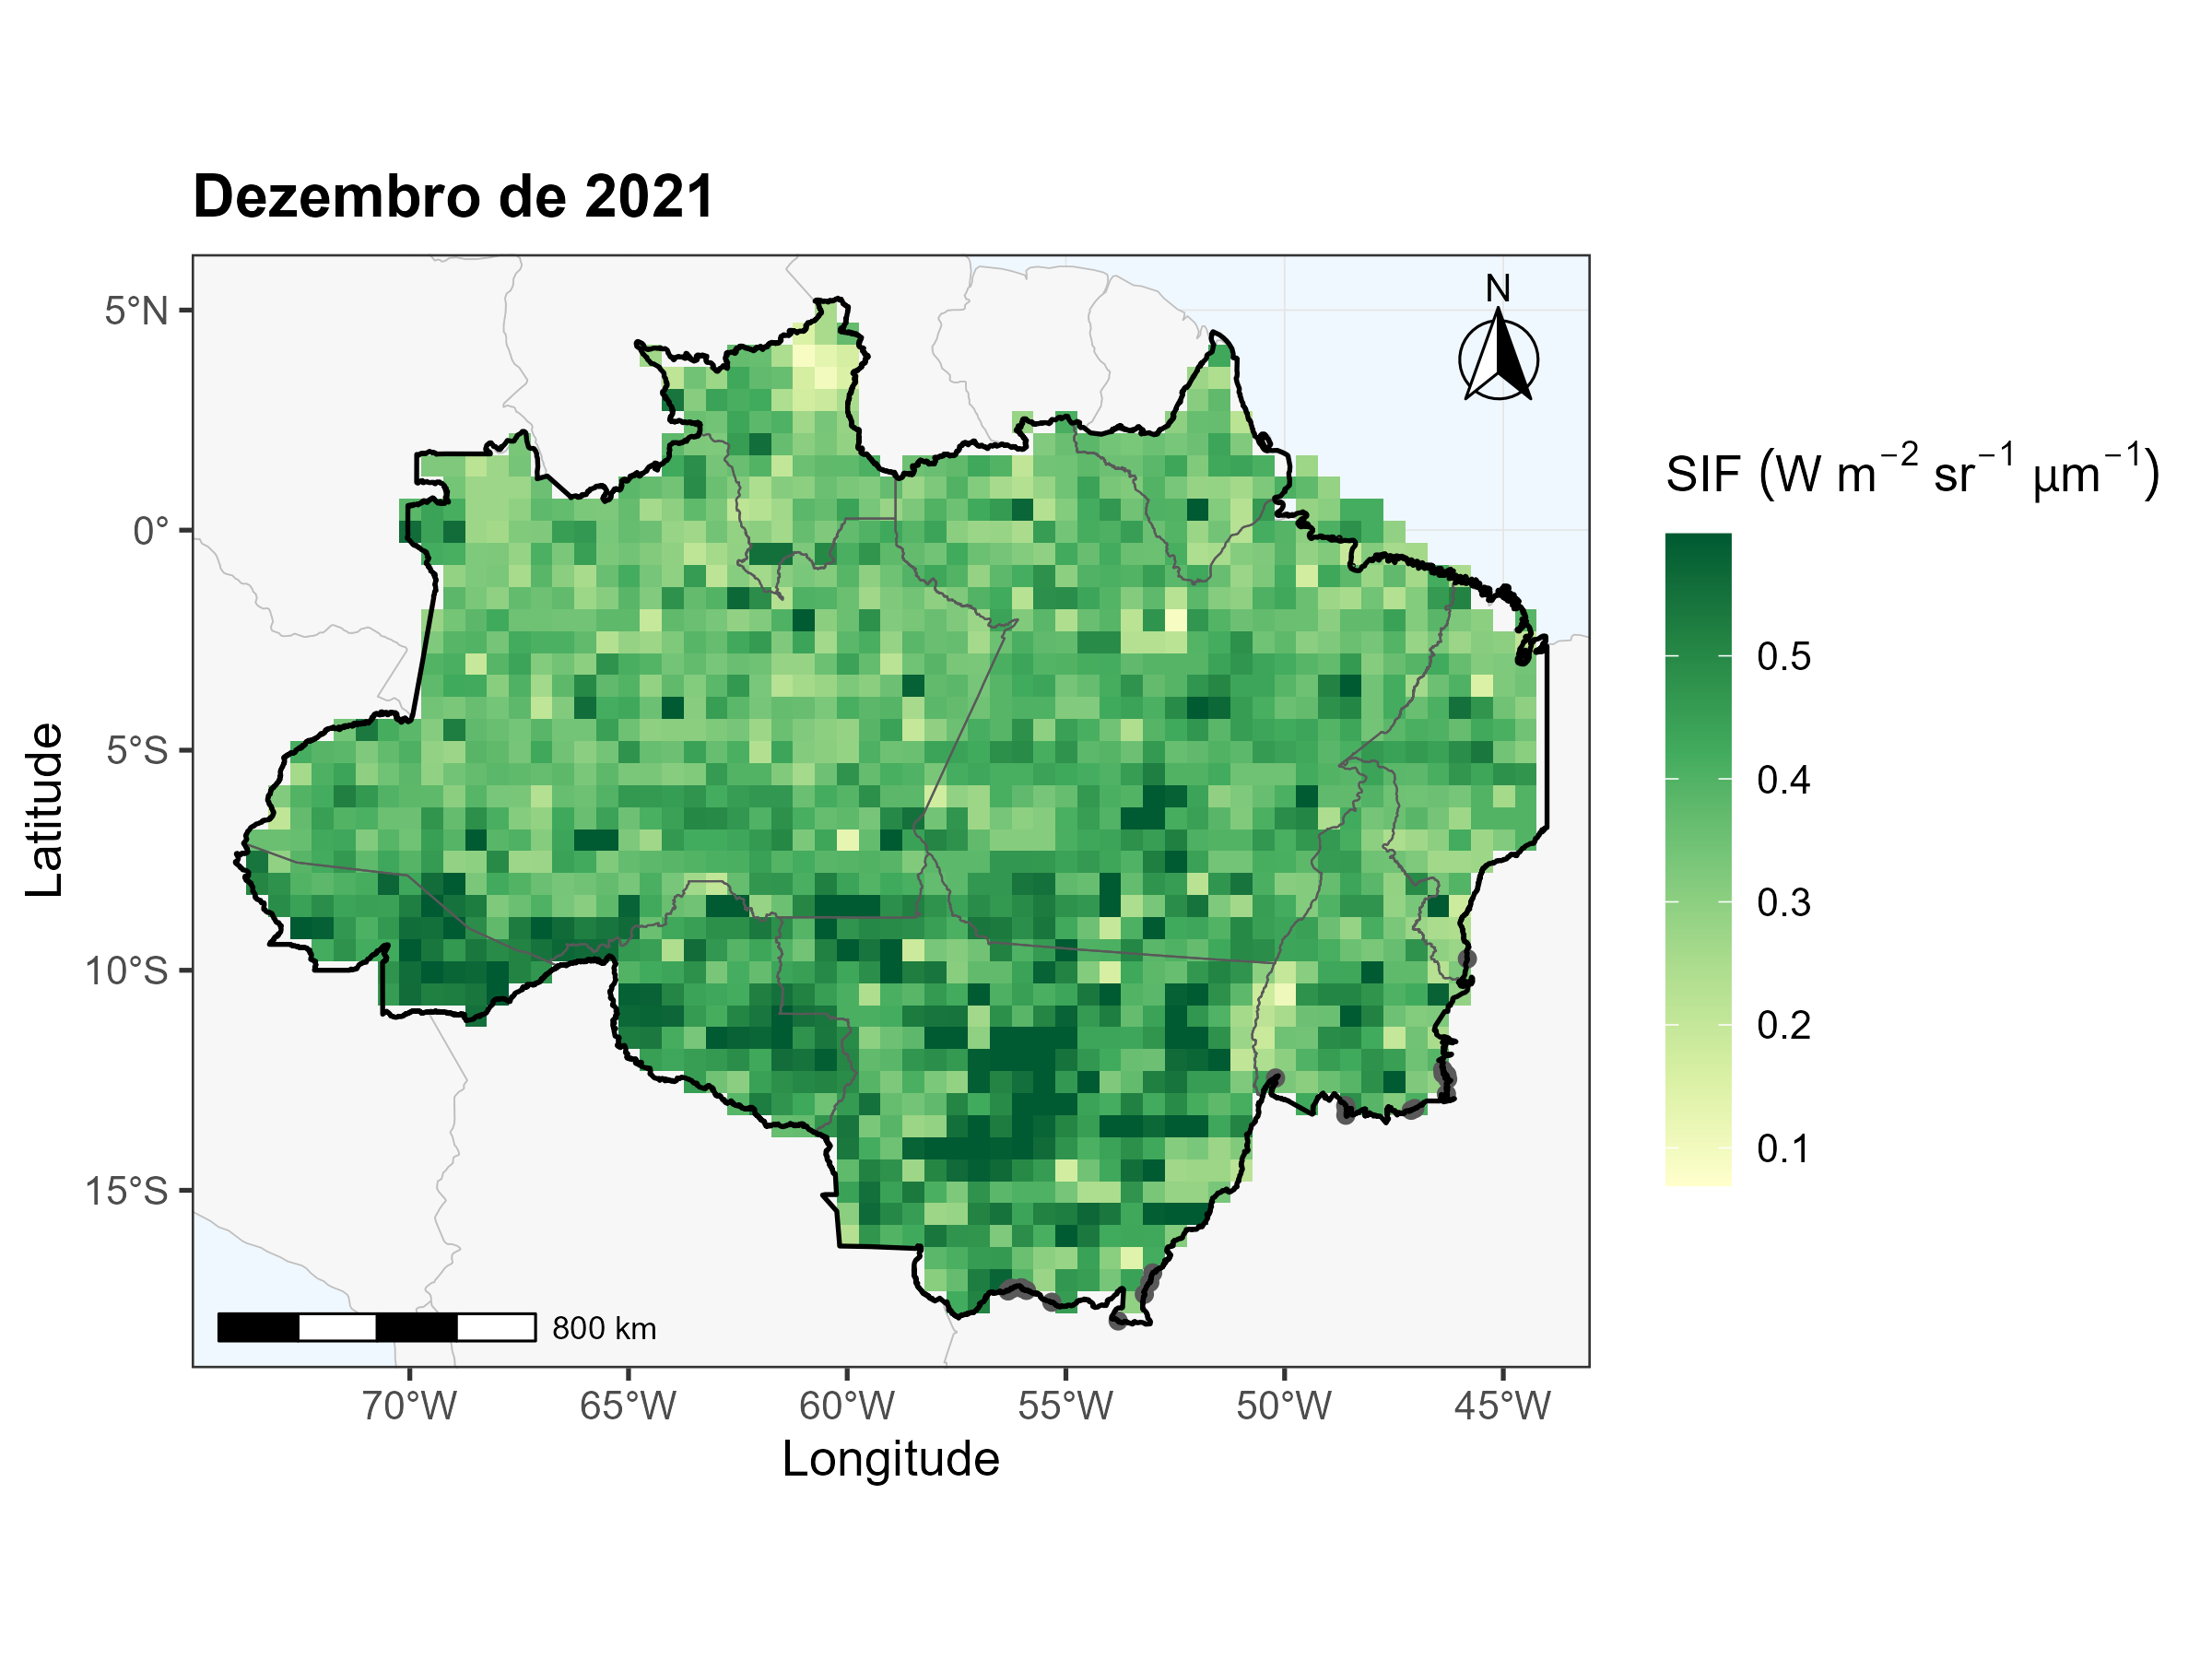 Dezembro de 2021
N
SIF (W m⁻² sr⁻¹ µm⁻¹)
0.5
0.4
0.3
0.2
0.1
5°N
0°
5°S
10°S
15°S
Latitude
800 km
70°W 65°W 60°W 55°W 50°W 45°W
Longitude